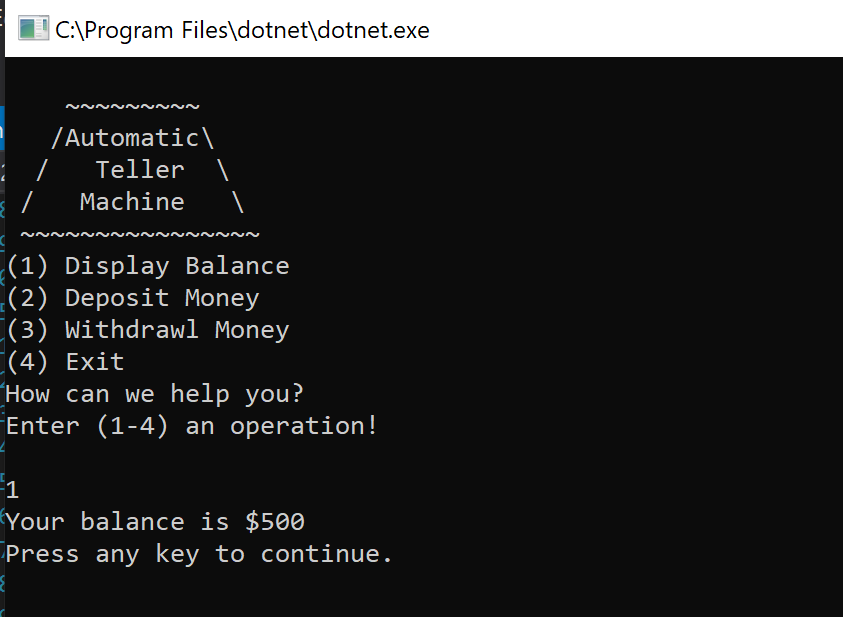 C:\Program Files\dotnet\dotnet.exe
~~~~~~~~~
/Automatic\
/   Teller  \
/   Machine   \
~~~~~~~~~~~~~~~~
(1) Display Balance
(2) Deposit Money
(3) Withdrawl Money
(4) Exit
How can we help you?
Enter (1-4) an operation!
1
Your balance is $500
Press any key to continue.